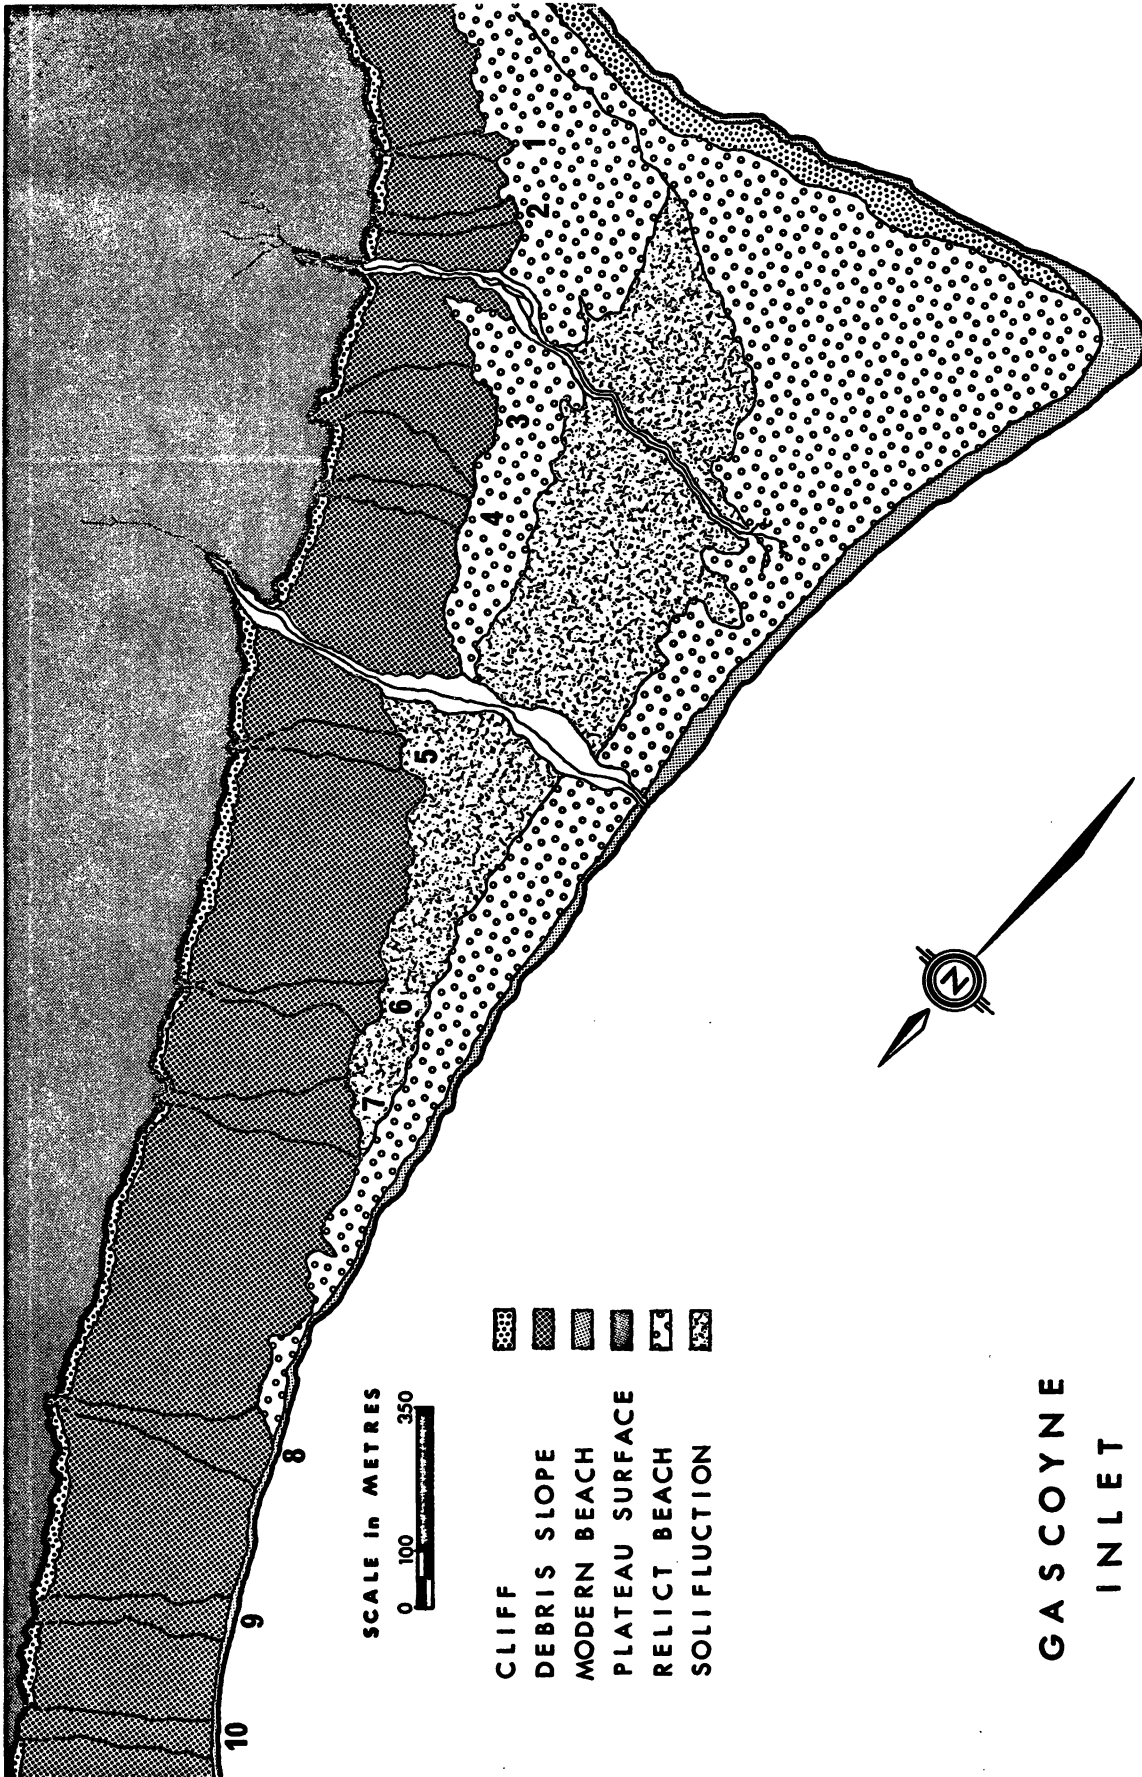 1
2
3
4
5
6
7
8
9
10
N
SCALE in METRES
0 100 350
CLIFF
DEBRIS SLOPE
MODERN BEACH
PLATEAU SURFACE
RELICT BEACH
SOLIFLUCTION
GASCOYNE
INLET